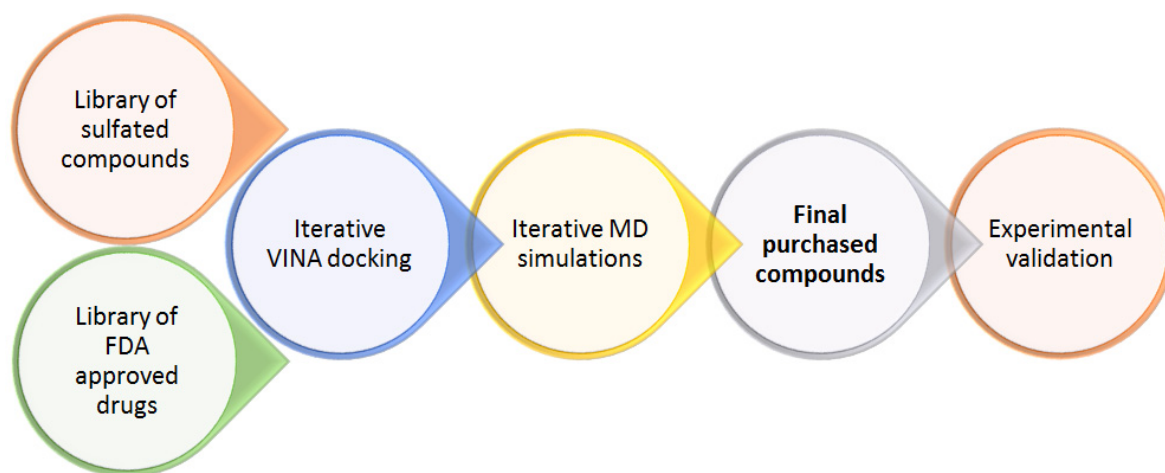 Library of
sulfated
compounds
Library of
FDA
approved
drugs
Iterative
VINA docking
Iterative MD
simulations
Final
purchased
compounds
Experimental
validation